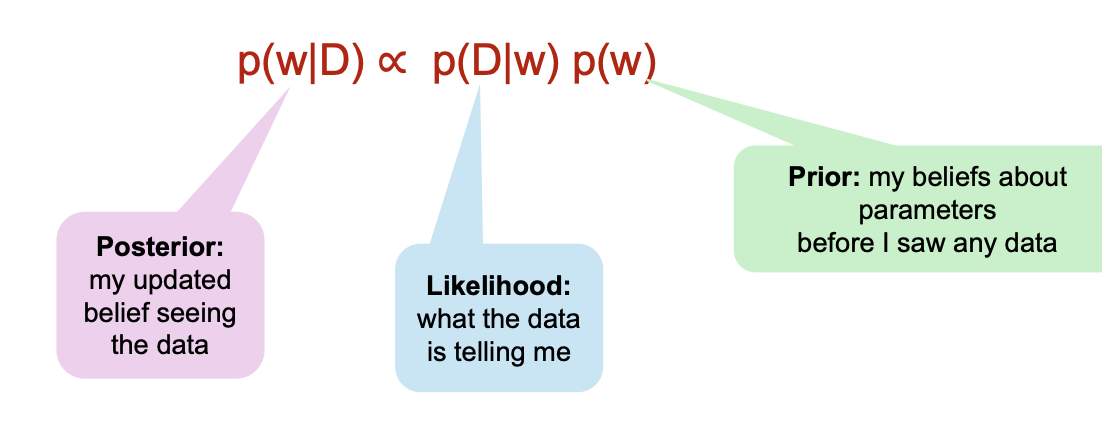 p(w|D) ∝ p(D|w) p(w)
Prior: my beliefs about
parameters
before I saw any data
Posterior:
my updated
belief seeing
the data
Likelihood:
what the data
is telling me